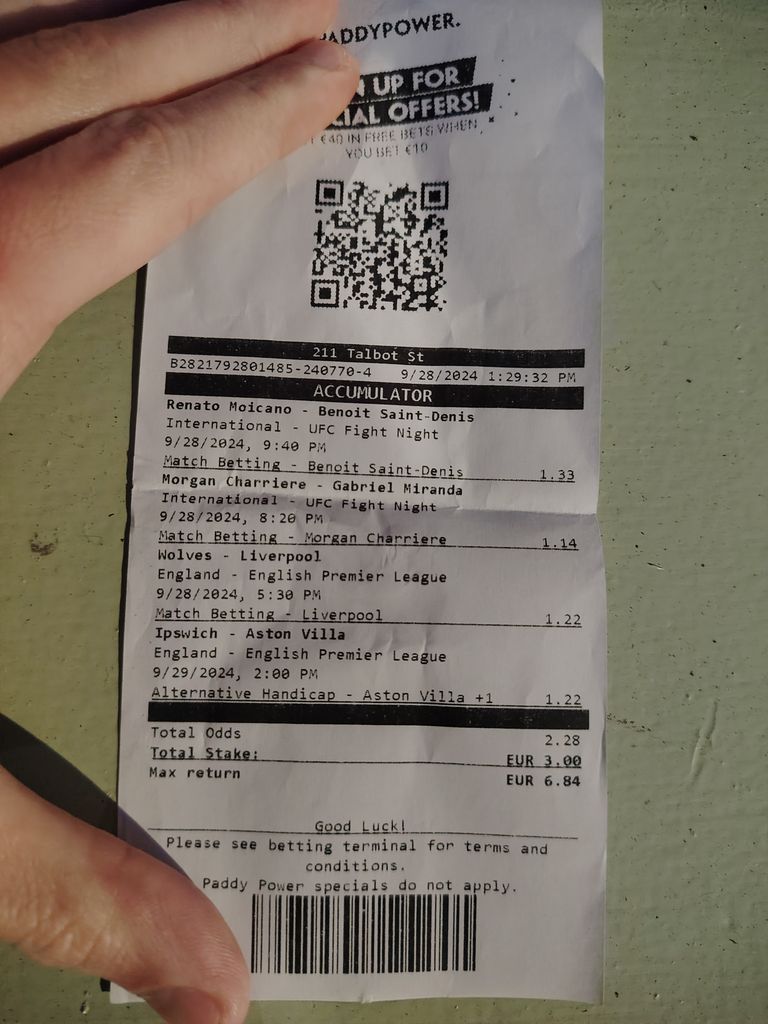 ADDYPOWER.
UP FOR
CIAL OFFERS!
€40 IN FREE BETS WHEN
YOU BET €10
211 Talbot St
B2821792801485-240770-4 9/28/2024 1:29:32 PM
ACCUMULATOR
Renato Moicano - Benoit Saint-Denis
International - UFC Fight Night
9/28/2024, 9:40 PM
Match Betting - Benoit Saint-Denis 1.33
Morgan Charriere - Gabriel Miranda
International - UFC Fight Night
9/28/2024, 8:20 PM
Match Betting - Morgan Charriere 1.14
Wolves - Liverpool
England - English Premier League
9/28/2024, 5:30 PM
Match Betting - Liverpool 1.22
Ipswich - Aston Villa
England - English Premier League
9/29/2024, 2:00 PM
Alternative Handicap - Aston Villa +1 1.22
Total Odds 2.28
Total Stake: EUR 3.00
Max return EUR 6.84
Good Luck!
Please see betting terminal for terms and
conditions.
Paddy Power specials do not apply.